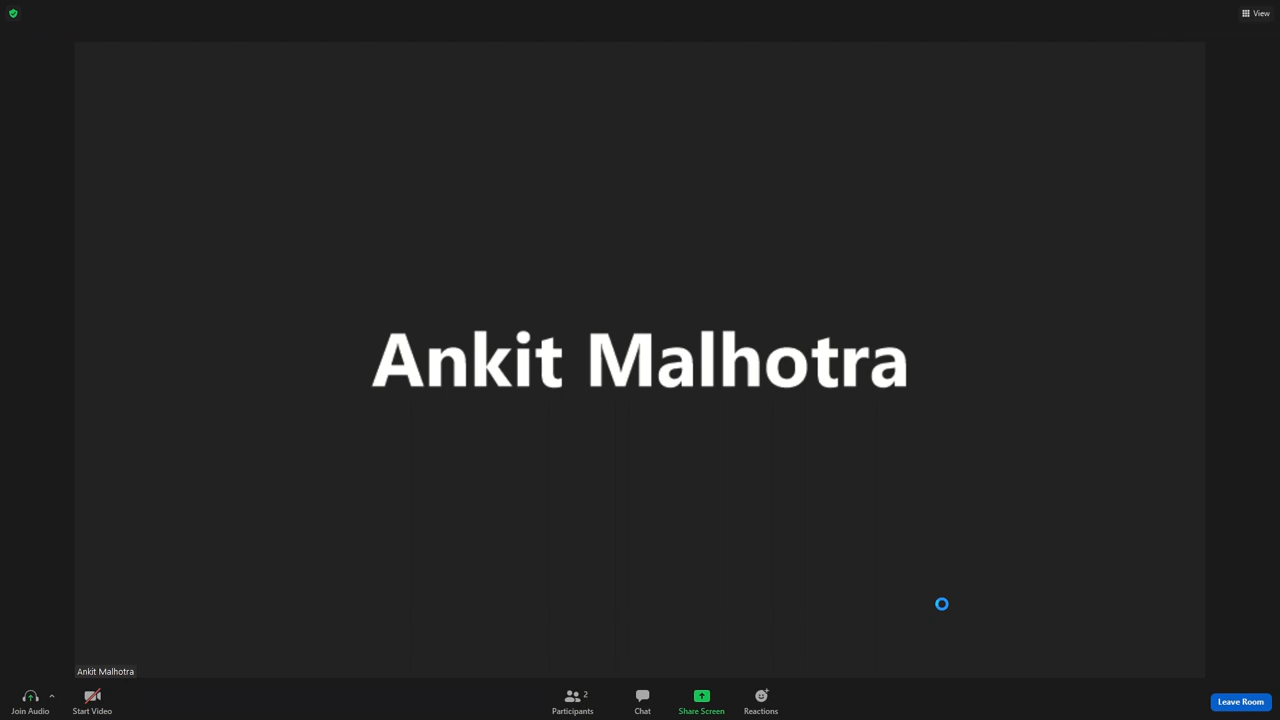 View
Ankit Malhotra
Ankit Malhotra
Join Audio
Start Video
Participants
2
Chat
Share Screen
Reactions
Leave Room